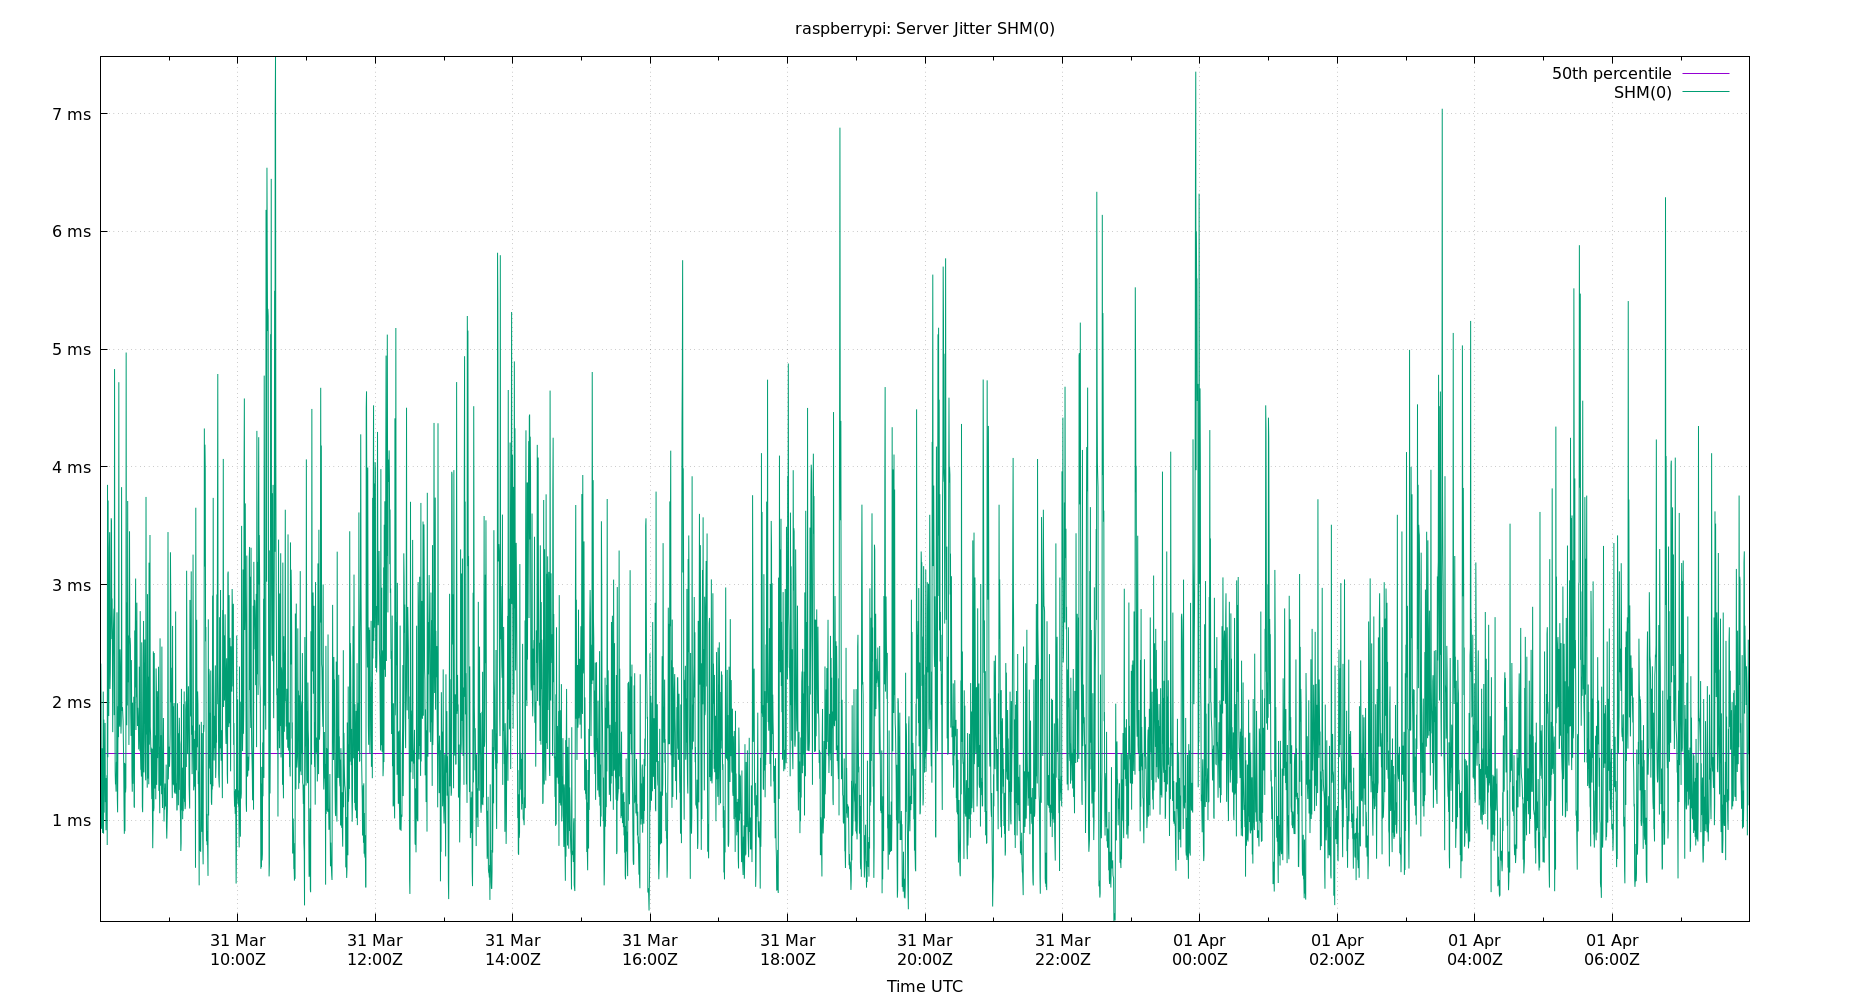 raspberrypi: Server Jitter SHM(0)
50th percentile
SHM(0)
7 ms
6 ms
5 ms
4 ms
3 ms
2 ms
1 ms
31 Mar 31 Mar 31 Mar 31 Mar 31 Mar 31 Mar 31 Mar 01 Apr 01 Apr 01 Apr 01 Apr
10:00Z 12:00Z 14:00Z 16:00Z 18:00Z 20:00Z 22:00Z 00:00Z 02:00Z 04:00Z 06:00Z
Time UTC